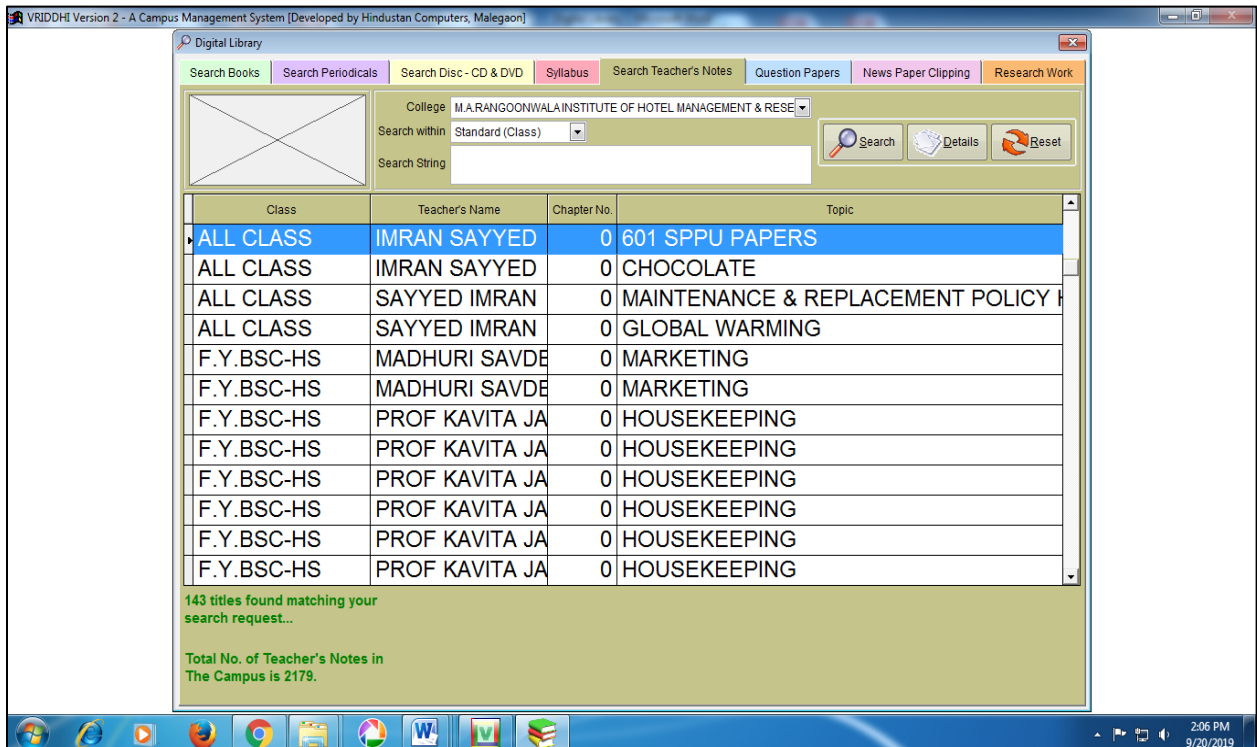 VRIDDHI Version 2 - A Campus Management System [Developed by Hindustan Computers, Malegaon]
Digital Library
Search Books Search Periodicals Search Disc - CD & DVD Syllabus Search Teacher's Notes Question Papers News Paper Clipping Research Work
College M.A.RANGOONWALA INSTITUTE OF HOTEL MANAGEMENT & RESE
Search within Standard (Class)
Search Details Reset
Search String
Class Teacher's Name Chapter No. Topic
ALL CLASS IMRAN SAYYED 0 601 SPPU PAPERS
ALL CLASS IMRAN SAYYED 0 CHOCOLATE
ALL CLASS SAYYED IMRAN 0 MAINTENANCE & REPLACEMENT POLICY H
ALL CLASS SAYYED IMRAN 0 GLOBAL WARMING
F.Y.BSC-HS MADHURI SAVDE 0 MARKETING
F.Y.BSC-HS MADHURI SAVDE 0 MARKETING
F.Y.BSC-HS PROF KAVITA JA 0 HOUSEKEEPING
F.Y.BSC-HS PROF KAVITA JA 0 HOUSEKEEPING
F.Y.BSC-HS PROF KAVITA JA 0 HOUSEKEEPING
F.Y.BSC-HS PROF KAVITA JA 0 HOUSEKEEPING
F.Y.BSC-HS PROF KAVITA JA 0 HOUSEKEEPING
F.Y.BSC-HS PROF KAVITA JA 0 HOUSEKEEPING
143 titles found matching your
search request...
Total No. of Teacher's Notes in
The Campus is 2179.
2:06 PM
9/20/2019